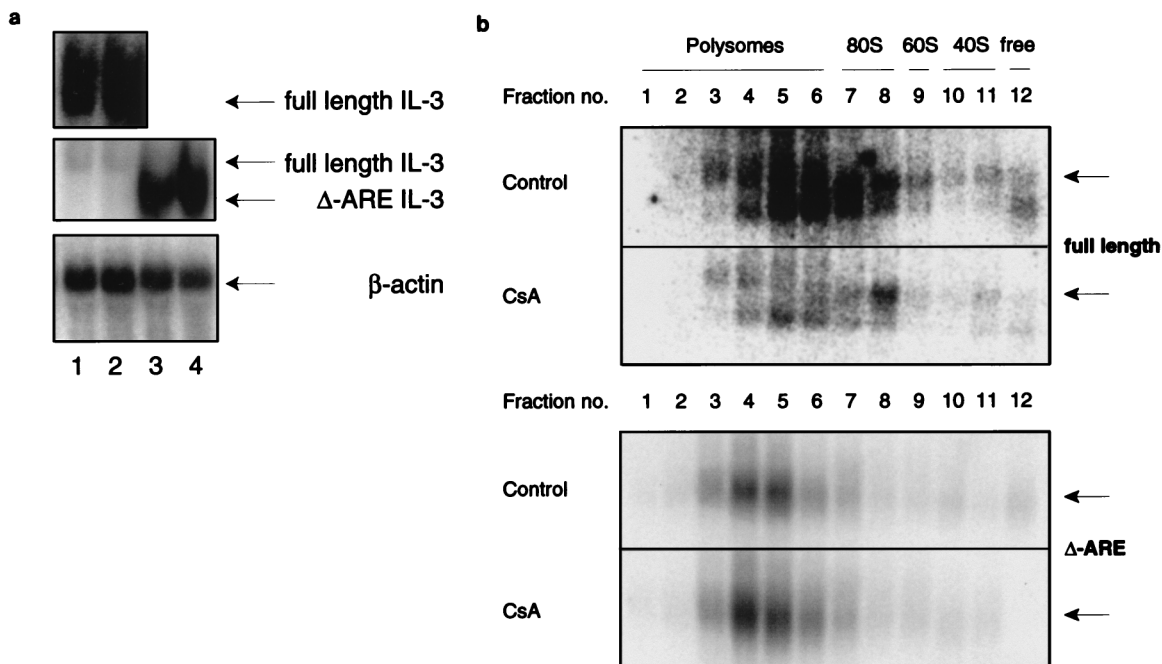 a
full length IL-3
full length IL-3
Δ-ARE IL-3
β-actin
1 2 3 4
b
Polysomes 80S 60S 40S free
Fraction no. 1 2 3 4 5 6 7 8 9 10 11 12
Control
full length
CsA
Fraction no. 1 2 3 4 5 6 7 8 9 10 11 12
Control
Δ-ARE
CsA